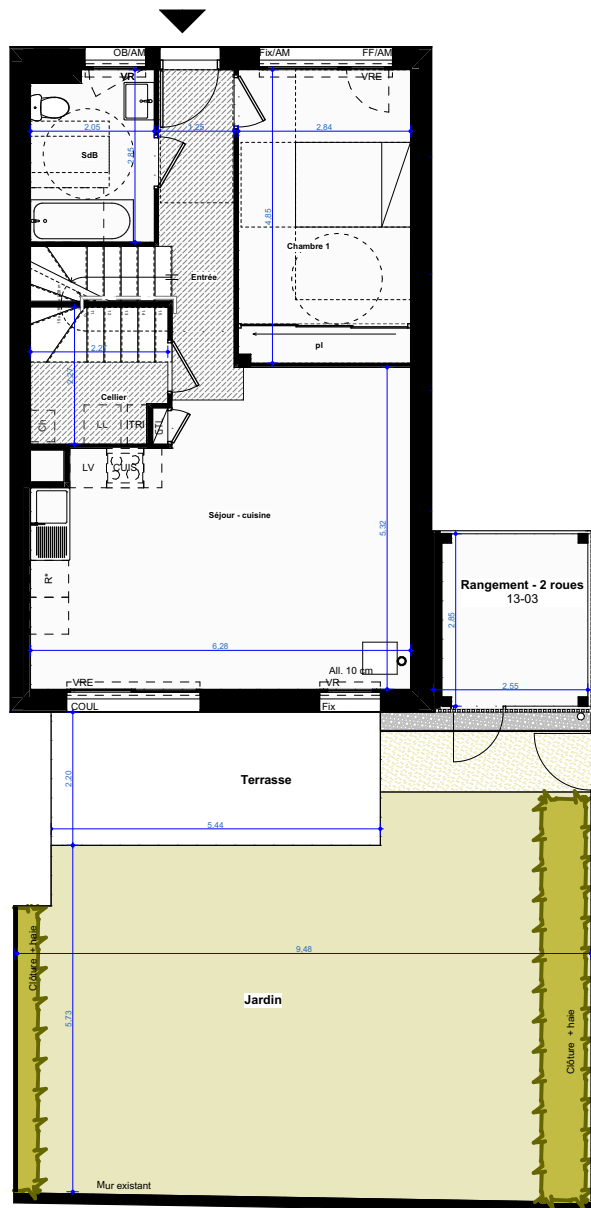 OB/AM
Fix/AM
FF/AM
VR
VRE
2,05
1,25
2,84
SdB
2,85
4,85
Chambre 1
Entrée
pl
2,27
Cellier
Ch
LL
TRI
GTL
LV
CUIS
Séjour - cuisine
5,32
R*
Rangement - 2 roues
13-03
2,85
6,28
All. 10 cm
VRE
VR
2,55
COUL
Fix
2,20
Terrasse
5,44
Clôture + haie
9,48
Jardin
5,73
Clôture + haie
Mur existant